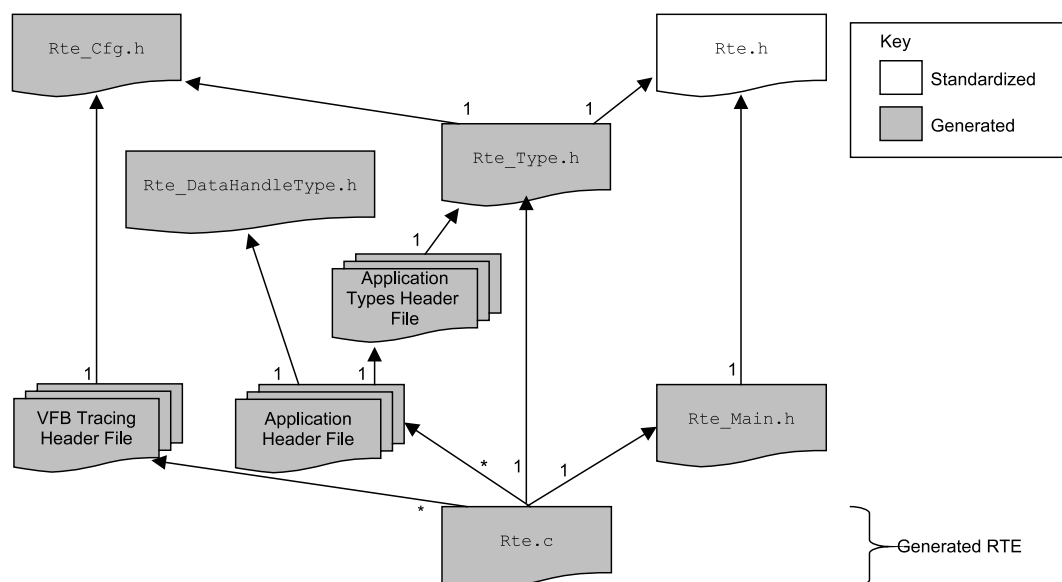 Rte_Cfg.h
Rte.h
Key
Standardized
Generated
1
1
Rte_Type.h
Rte_DataHandleType.h
1
Application
Types Header
File
1
1
1
1
VFB Tracing
Header File
Application
Header File
Rte_Main.h
*
1
1
*
Rte.c
Generated RTE